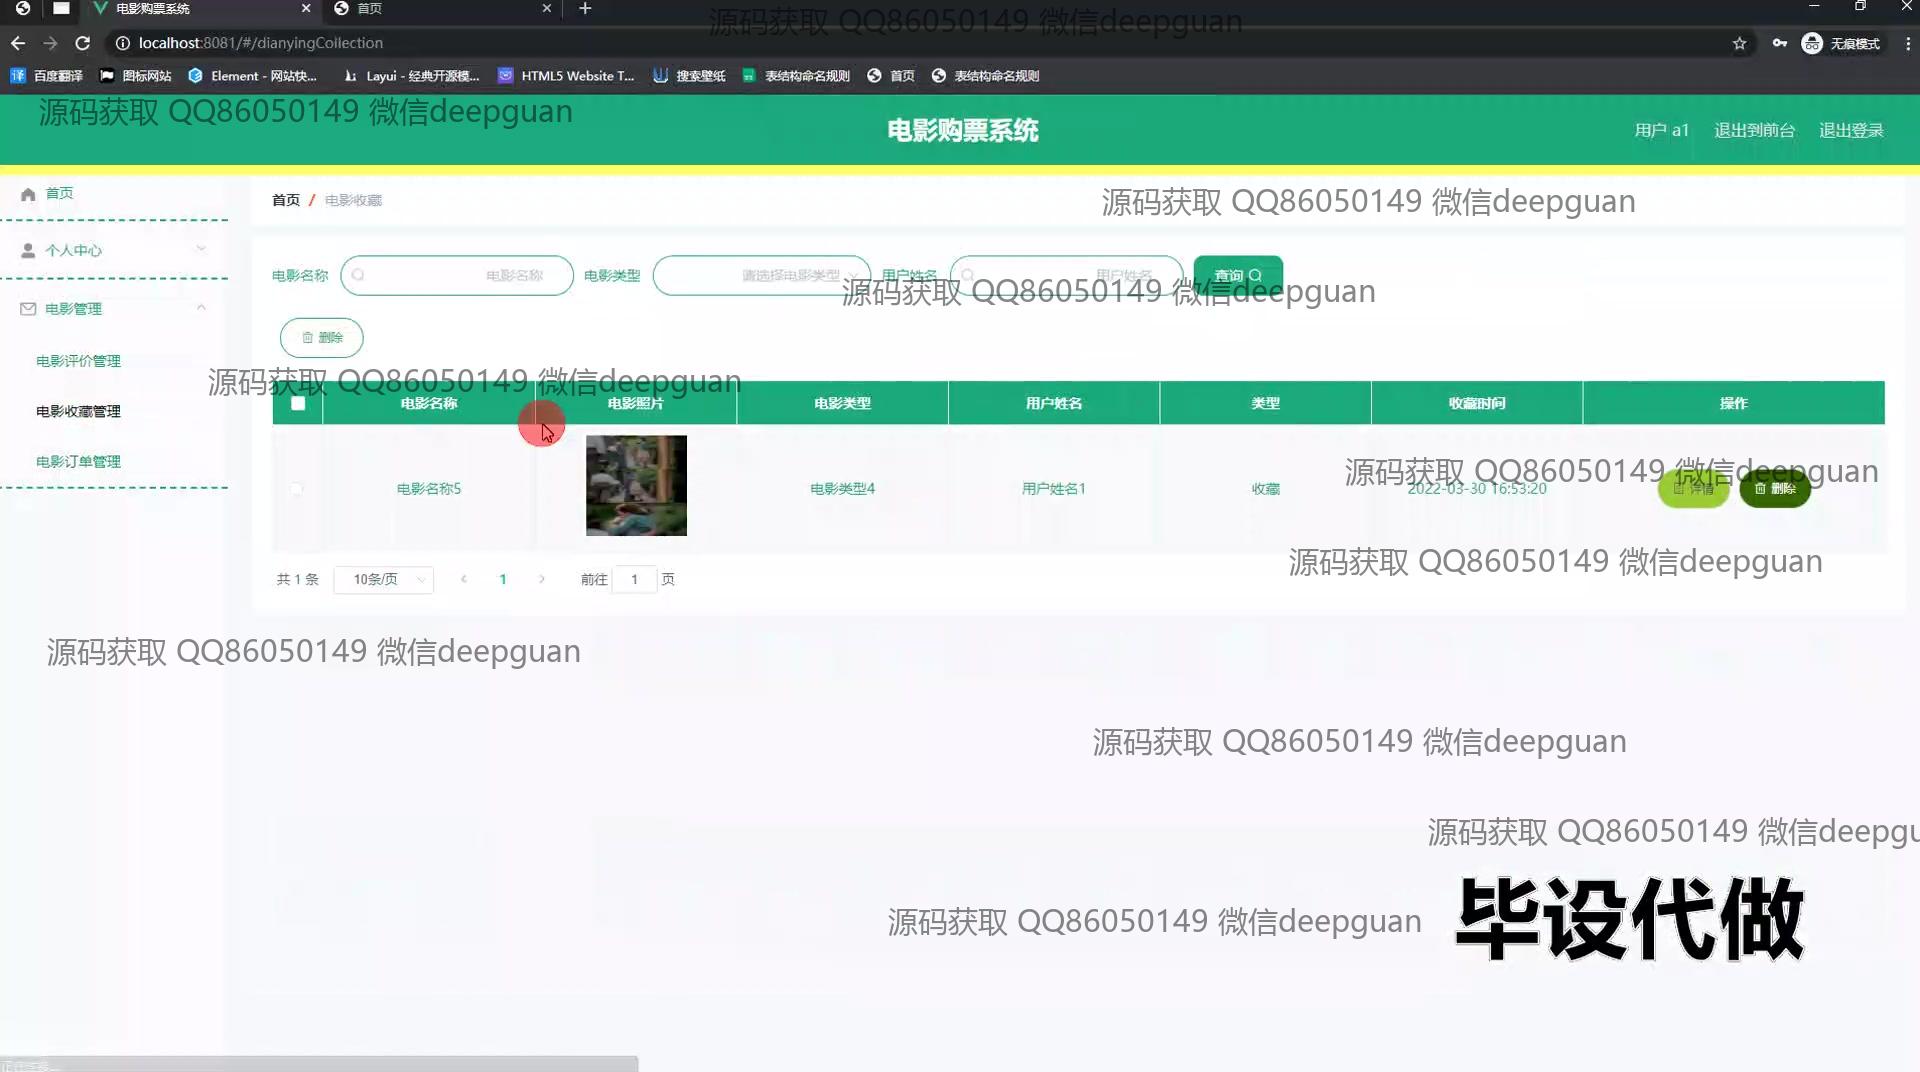 电影购票系统
首页
源码获取 QQ86050149 微信deepguan
localhost:8081/#/dianyingCollection
无痕模式
百度翻译
图标网站
Element - 网站快...
Layui - 经典开源模...
HTML5 Website T...
搜索壁纸
表结构命名规则
首页
表结构命名规则
源码获取 QQ86050149 微信deepguan
电影购票系统
用户 a1
退出到前台
退出登录
首页
个人中心
电影管理
电影评价管理
电影收藏管理
电影订单管理
首页 / 电影收藏
源码获取 QQ86050149 微信deepguan
电影名称
电影名称
电影类型
请选择电影类型
用户姓名
用户姓名
查询
源码获取 QQ86050149 微信deepguan
删除
源码获取 QQ86050149 微信deepguan
电影名称
电影照片
电影类型
用户姓名
类型
收藏时间
操作
源码获取 QQ86050149 微信deepguan
电影名称5
电影类型4
用户姓名1
收藏
2022-03-30 16:53:20
详情
删除
源码获取 QQ86050149 微信deepguan
共 1 条
10条/页
1
前往 1 页
源码获取 QQ86050149 微信deepguan
源码获取 QQ86050149 微信deepguan
源码获取 QQ86050149 微信deepgu
源码获取 QQ86050149 微信deepguan
毕设代做